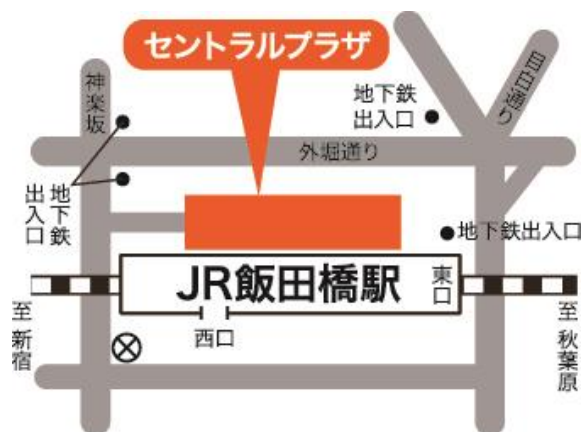 セントラルプラザ
神楽坂
目白通り
地下鉄
出入口
外堀通り
地下鉄
出入口
地下鉄出入口
JR飯田橋駅
東口
西口
至 新宿
至 秋葉原